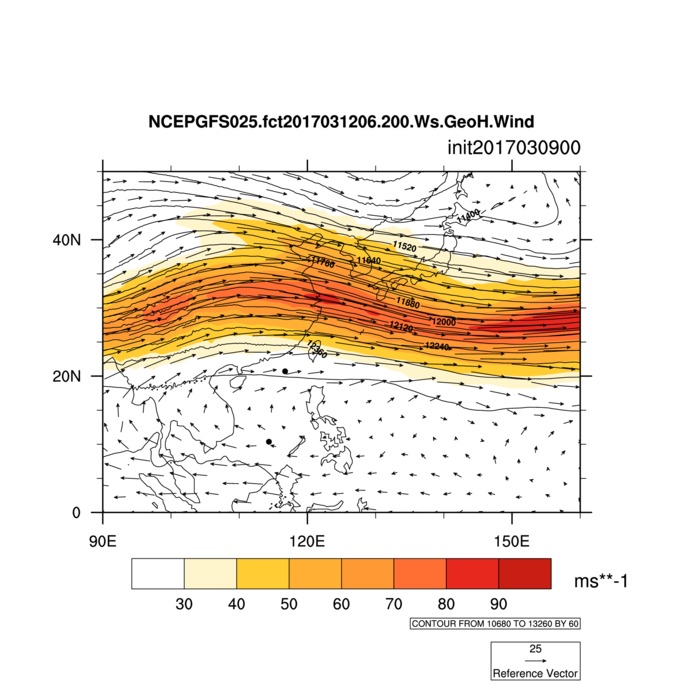 NCEPGFS025.fct2017031206.200.Ws.GeoH.Wind
init2017030900
40N
20N
0
11400
11520
11760
11640
11880
12000
12120
12240
12360
90E
120E
150E
30 40 50 60 70 80 90
ms**-1
CONTOUR FROM 10680 TO 13260 BY 60
25
Reference Vector